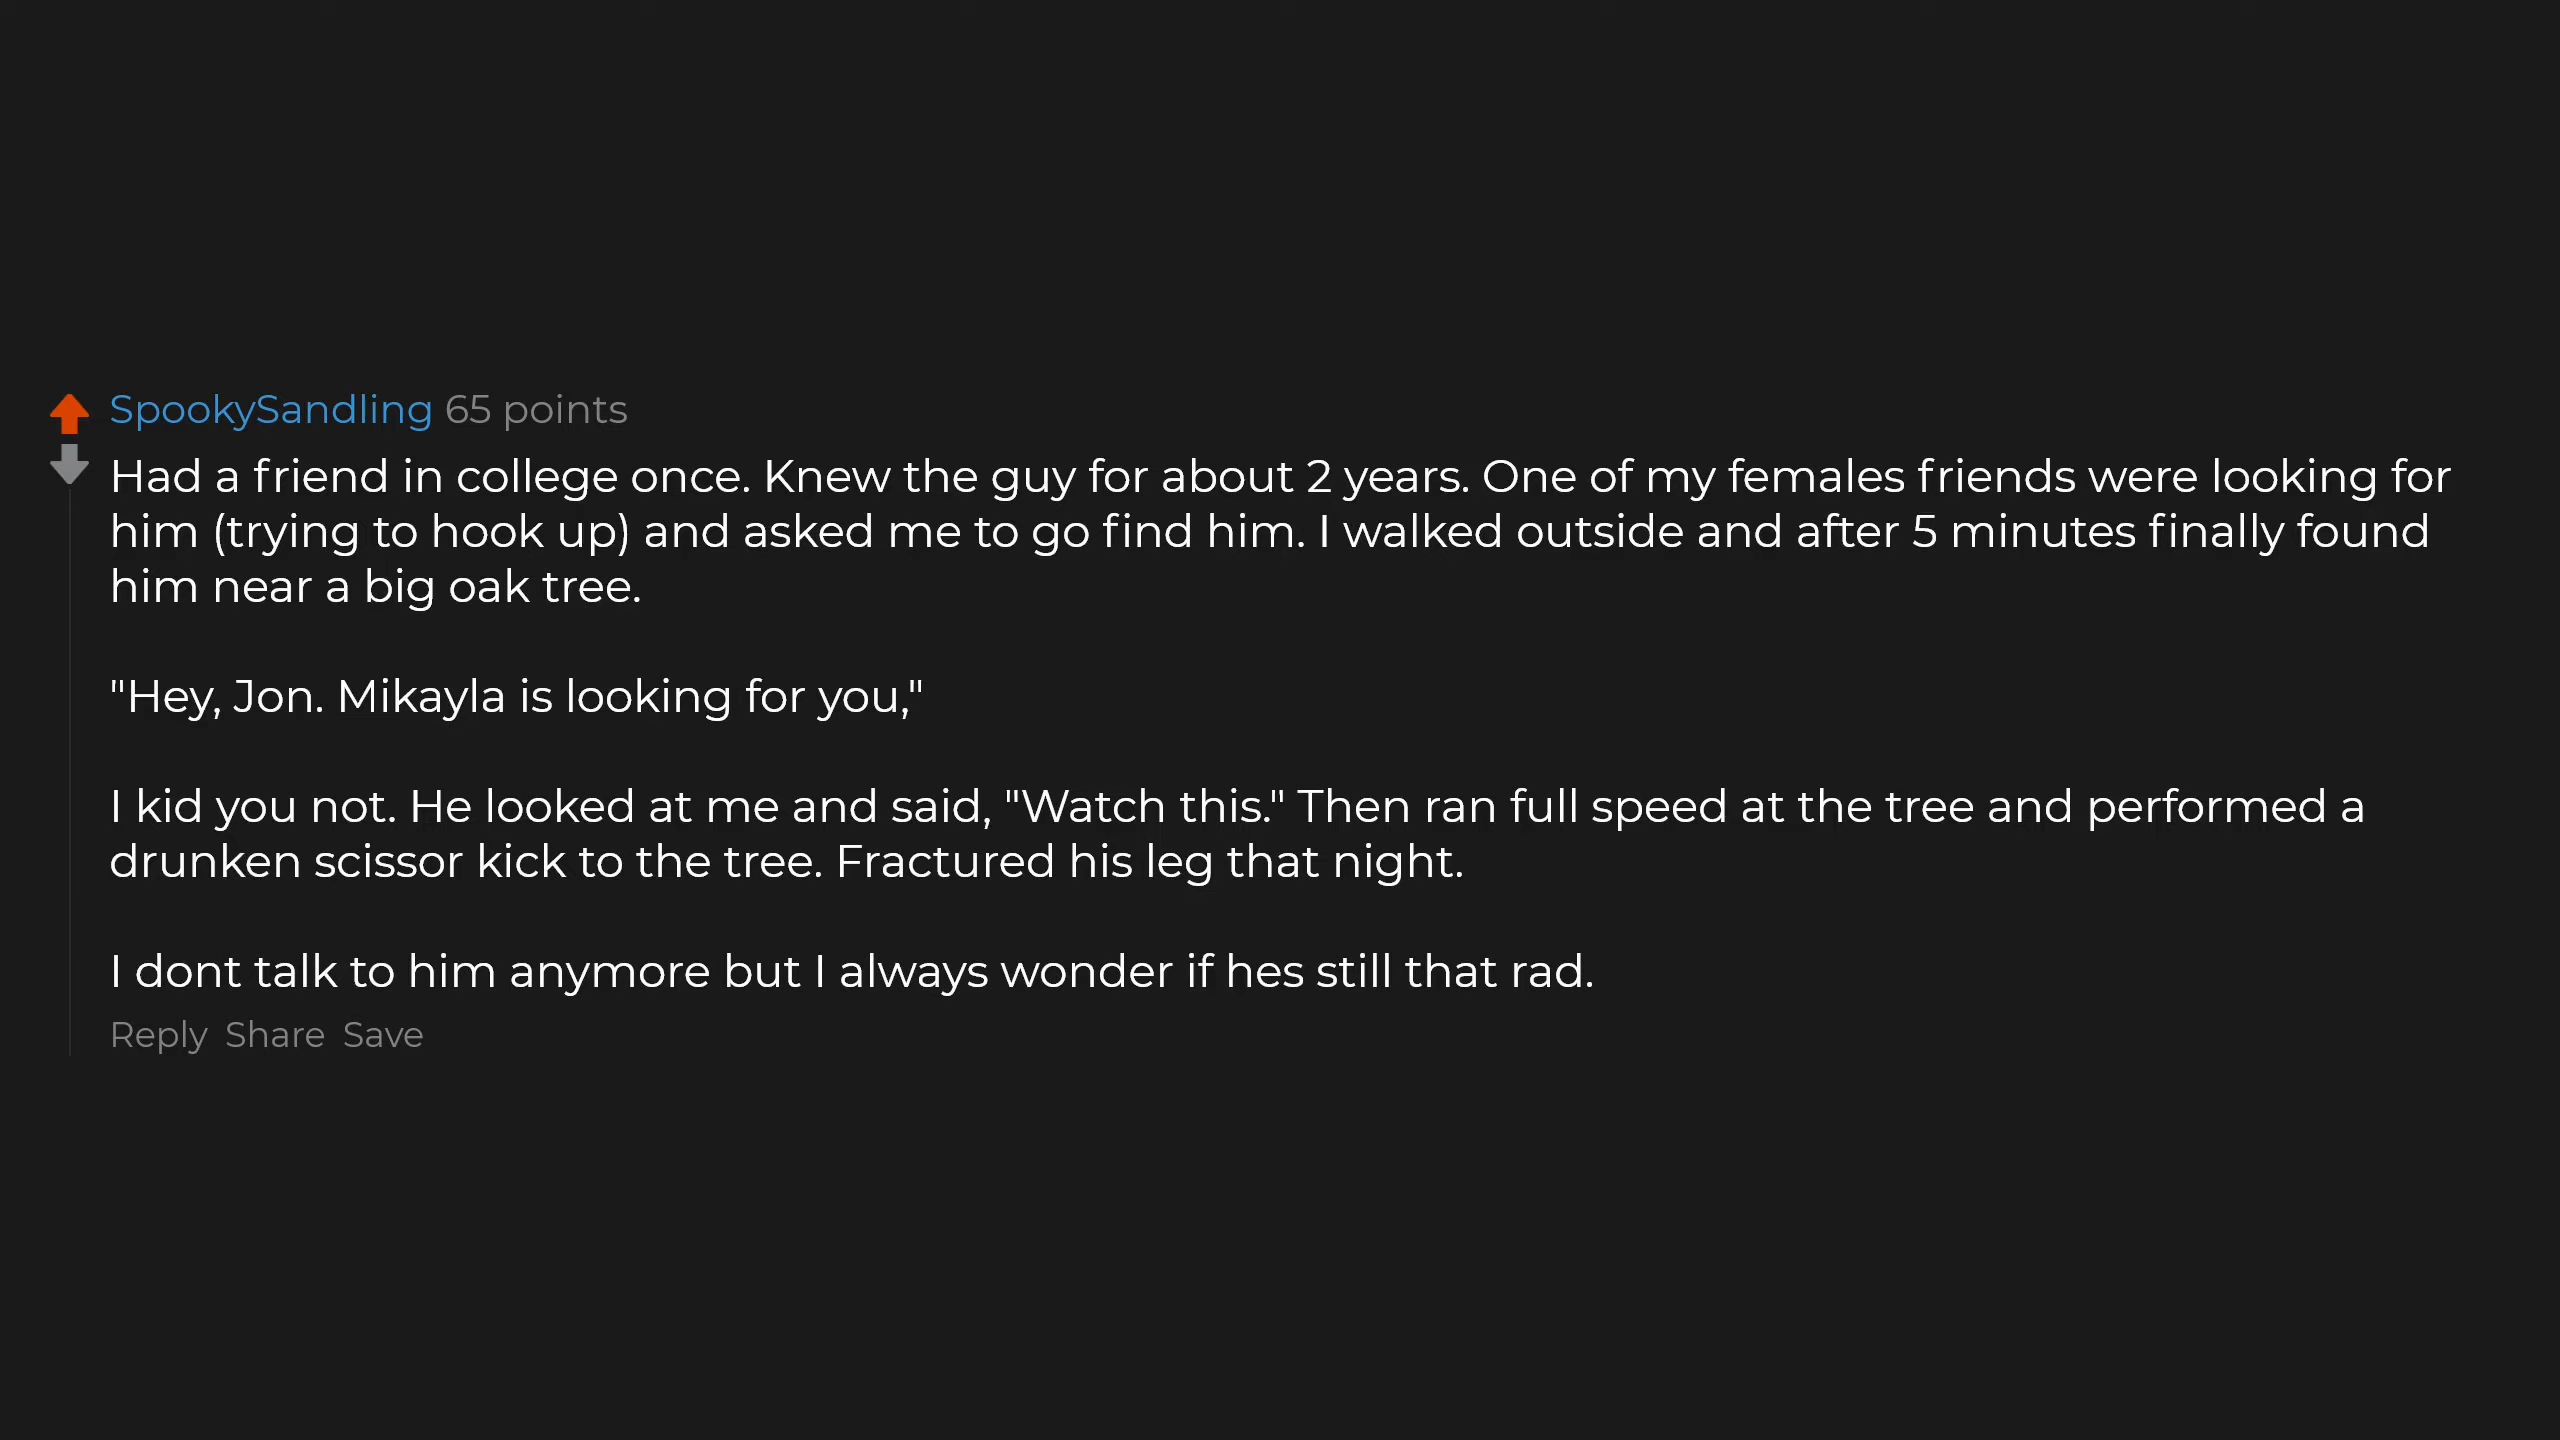 SpookySandling 65 points
Had a friend in college once. Knew the guy for about 2 years. One of my females friends were looking for
him (trying to hook up) and asked me to go find him. I walked outside and after 5 minutes finally found
him near a big oak tree.
"Hey, Jon. Mikayla is looking for you,"
I kid you not. He looked at me and said, "Watch this." Then ran full speed at the tree and performed a
drunken scissor kick to the tree. Fractured his leg that night.
I dont talk to him anymore but I always wonder if hes still that rad.
Reply Share Save